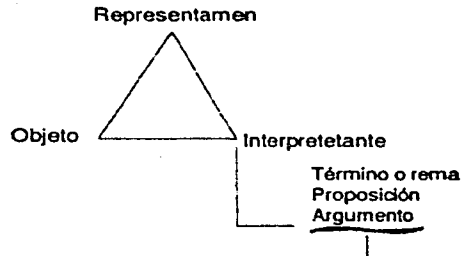 Representamen
Objeto
Interpretetante
Término o rema
Proposición
Argumento